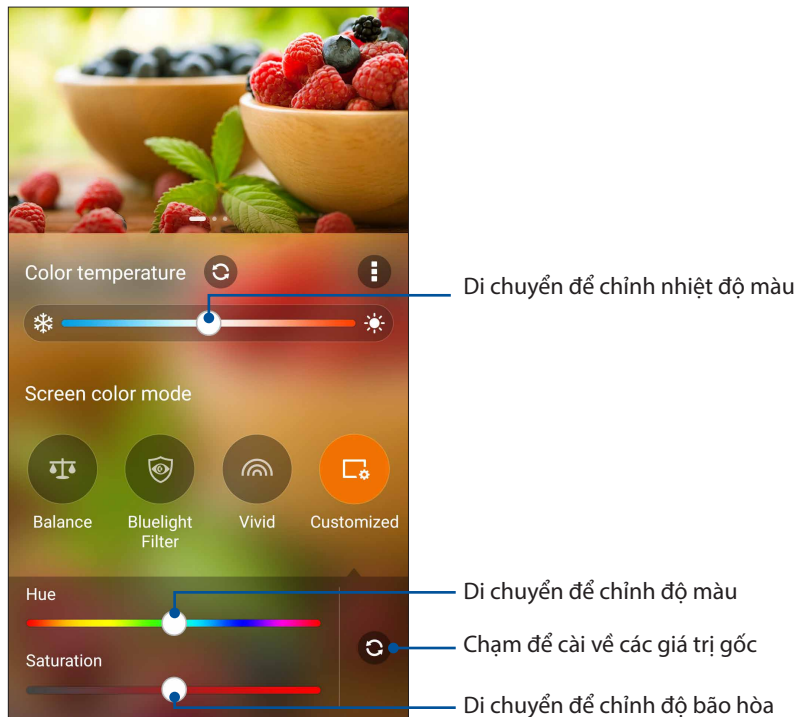 Color temperature
Di chuyển để chỉnh nhiệt độ màu
Screen color mode
Balance
Bluelight
Filter
Vivid
Customized
Hue
Di chuyển để chỉnh độ màu
Chạm để cài về các giá trị gốc
Saturation
Di chuyển để chỉnh độ bão hòa